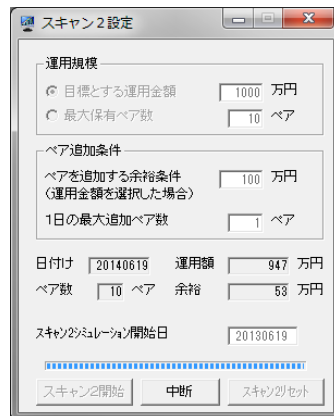 スキャン2設定
運用規模
目標とする運用金額 1000 万円
最大保有ペア数 10 ペア
ペア追加条件
ペアを追加する余裕条件 100 万円
(運用金額を選択した場合)
1日の最大追加ペア数 1 ペア
日付け 20140619 運用額 947 万円
ペア数 10 ペア 余裕 53 万円
スキャン2シミュレーション開始日 20130619
スキャン2開始 中断 スキャン2リセット